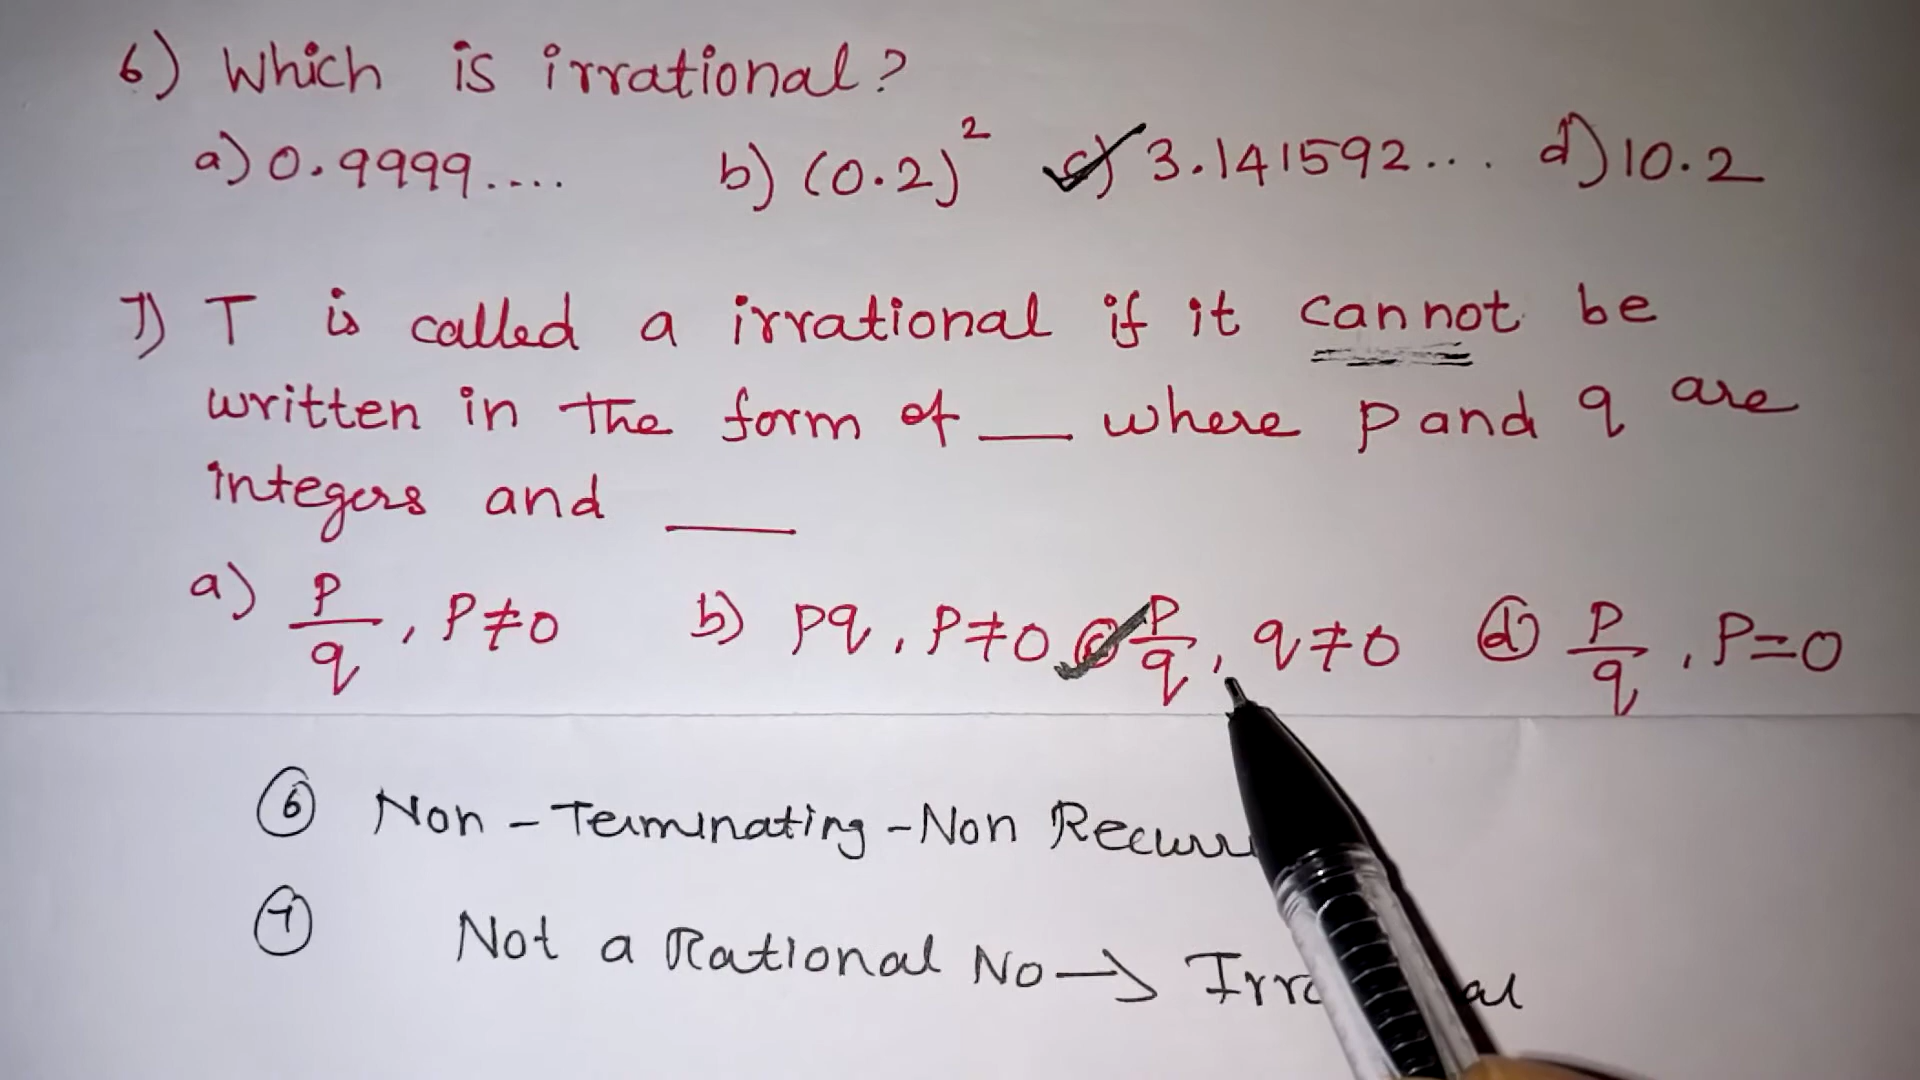 6) Which is irrational?
a) 0.9999.... b) (0.2)² c) 3.141592... d) 10.2
7) T is called a irrational if it cannot be
written in the form of __ where p and q are
integers and ___
a) p/q, P≠0 b) pq, P≠0 c) p/q, q≠0 d) p/q, P=0
6 Non-Terminating-Non
7 Not a Rational No→